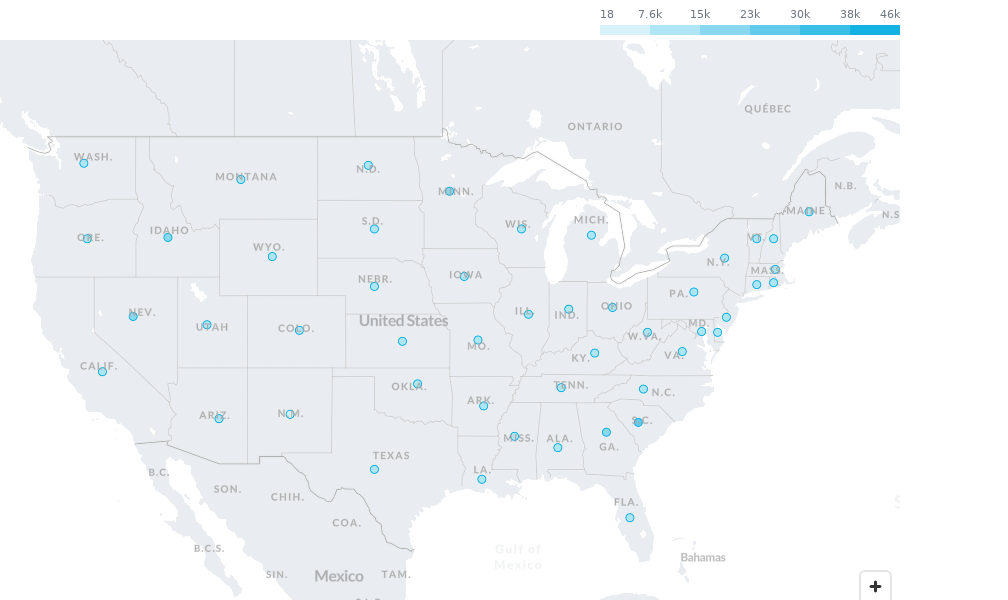 18 7.6k 15k 23k 30k 38k 46k
QUÉBEC
ONTARIO
WASH.
N.D.
MONTANA
MINN.
N.B.
MAINE
N.S
ORE.
IDAHO
S.D.
WIS.
MICH.
VT.
WYO.
N.Y.
MASS.
NEBR.
IOWA
PA.
NEV.
UTAH
COLO.
United States
ILL.
IND.
OHIO
MD.
W.VA.
MO.
VA.
KY.
CALIF.
OKLA.
TENN.
N.C.
ARK.
ARIZ.
N.M.
S.C.
MISS.
ALA.
GA.
TEXAS
LA.
B.C.
SON.
CHIH.
FLA.
COA.
B.C.S.
Gulf of
Mexico
Bahamas
SIN.
Mexico
TAM.
+